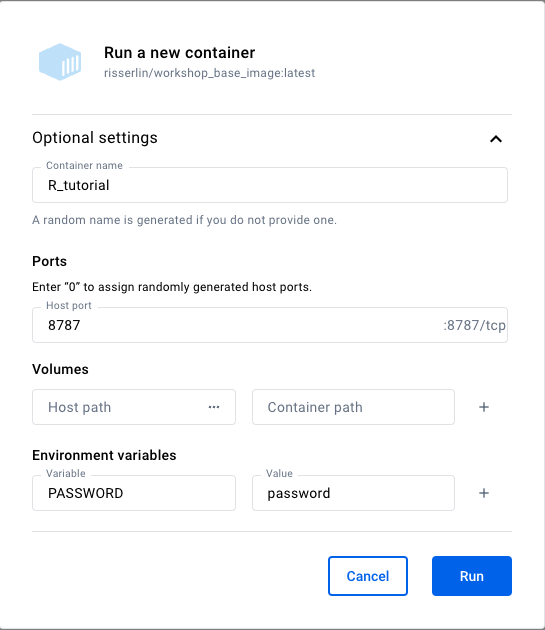 Run a new container
risserlin/workshop_base_image:latest
Optional settings
Container name
R_tutorial
A random name is generated if you do not provide one.
Ports
Enter “0” to assign randomly generated host ports.
Host port
8787 :8787/tcp
Volumes
Host path ··· Container path +
Environment variables
Variable Value
PASSWORD password +
Cancel Run